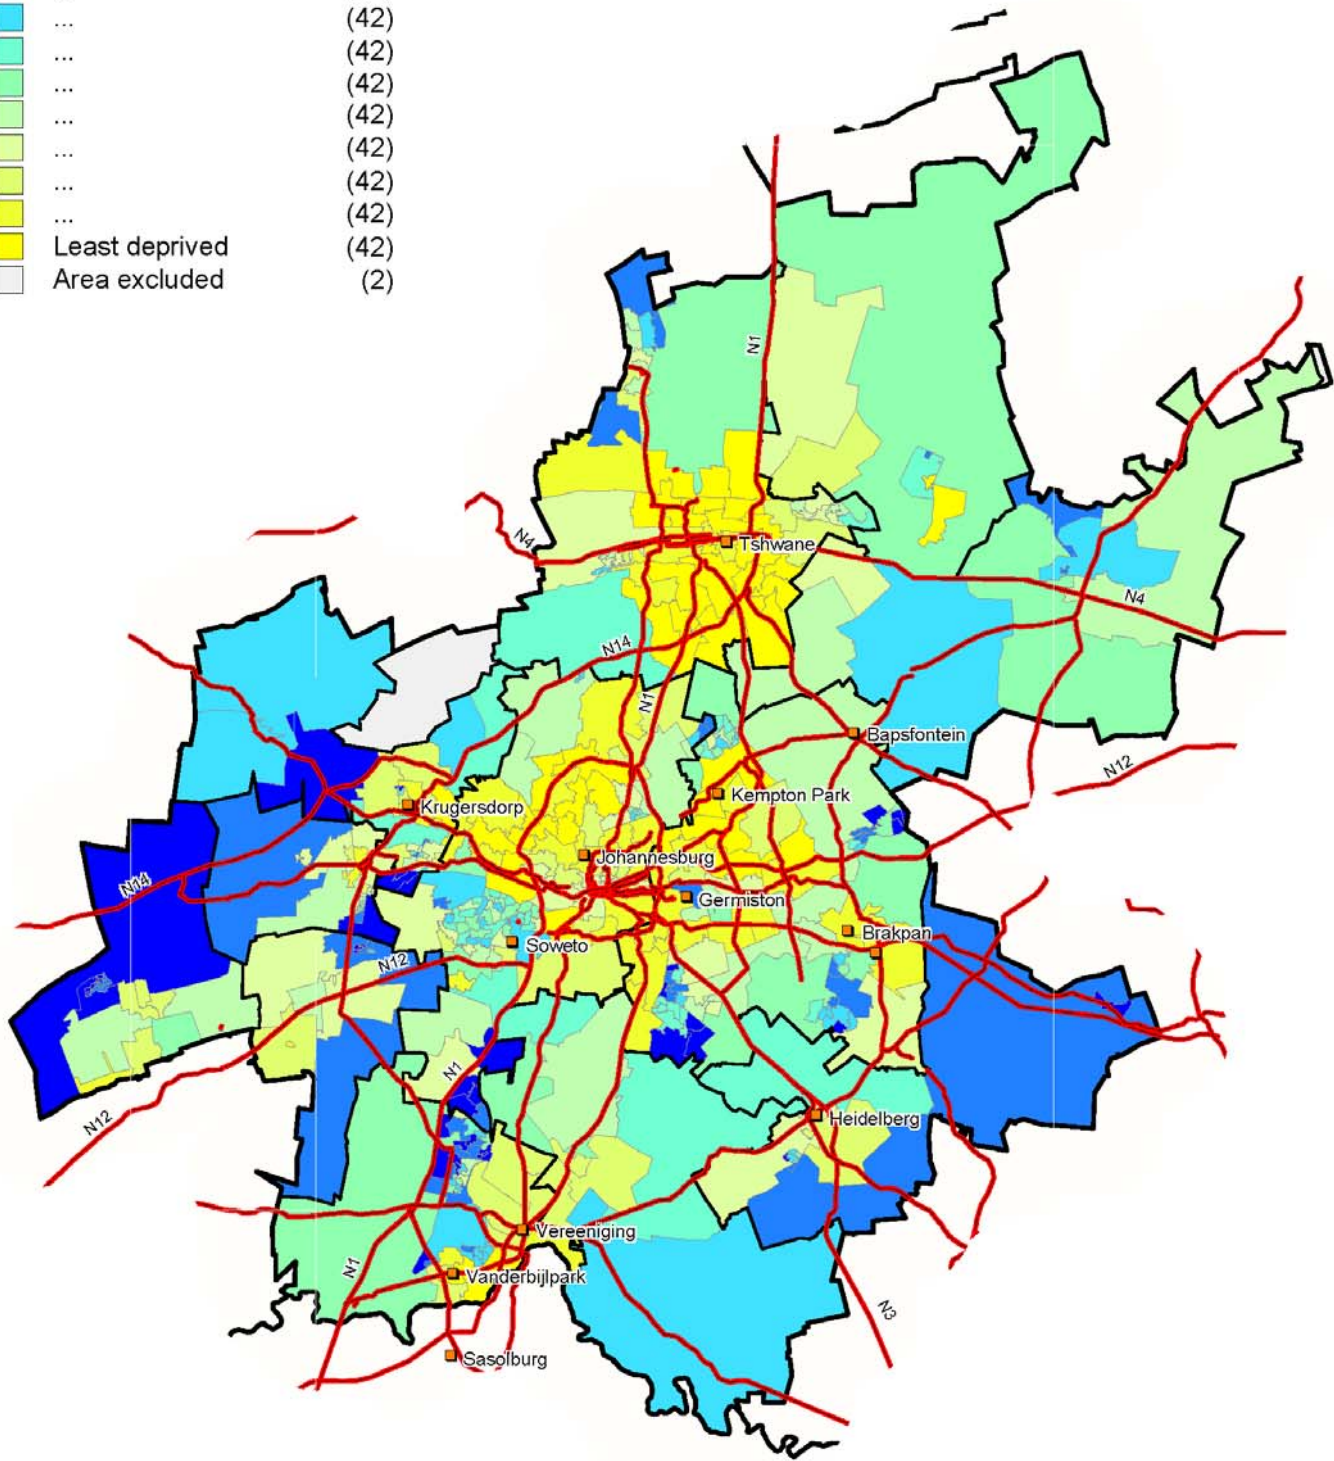 ... (42)
... (42)
... (42)
... (42)
... (42)
... (42)
... (42)
Least deprived (42)
Area excluded (2)
N1
N4
Tshwane
N4
N14
N1
Bapsfontein
N12
Kempton Park
Krugersdorp
Johannesburg
N14
Germiston
Brakpan
Soweto
N12
N1
N12
Heidelberg
Vereeniging
N1
Vanderbijlpark
N3
Sasolburg